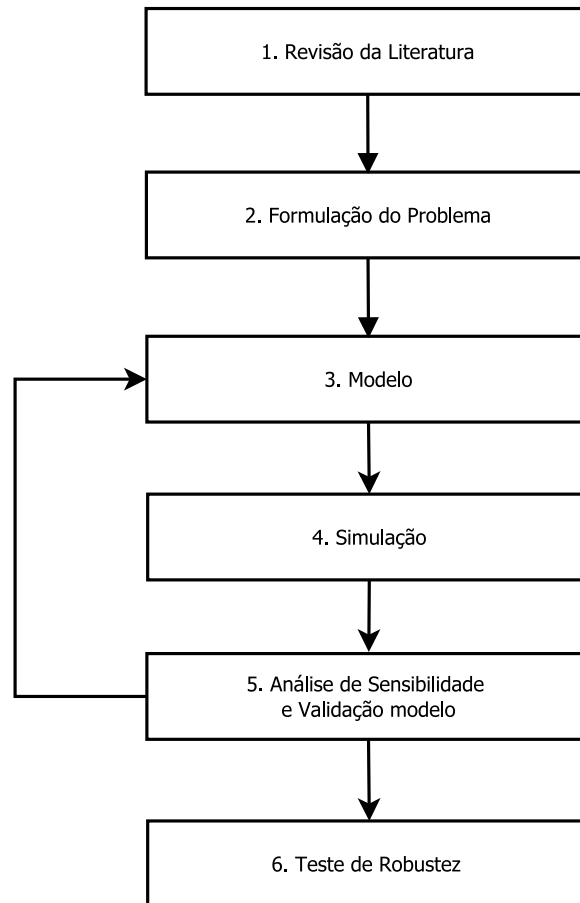 1. Revisão da Literatura
2. Formulação do Problema
3. Modelo
4. Simulação
5. Análise de Sensibilidade
e Validação modelo
6. Teste de Robustez